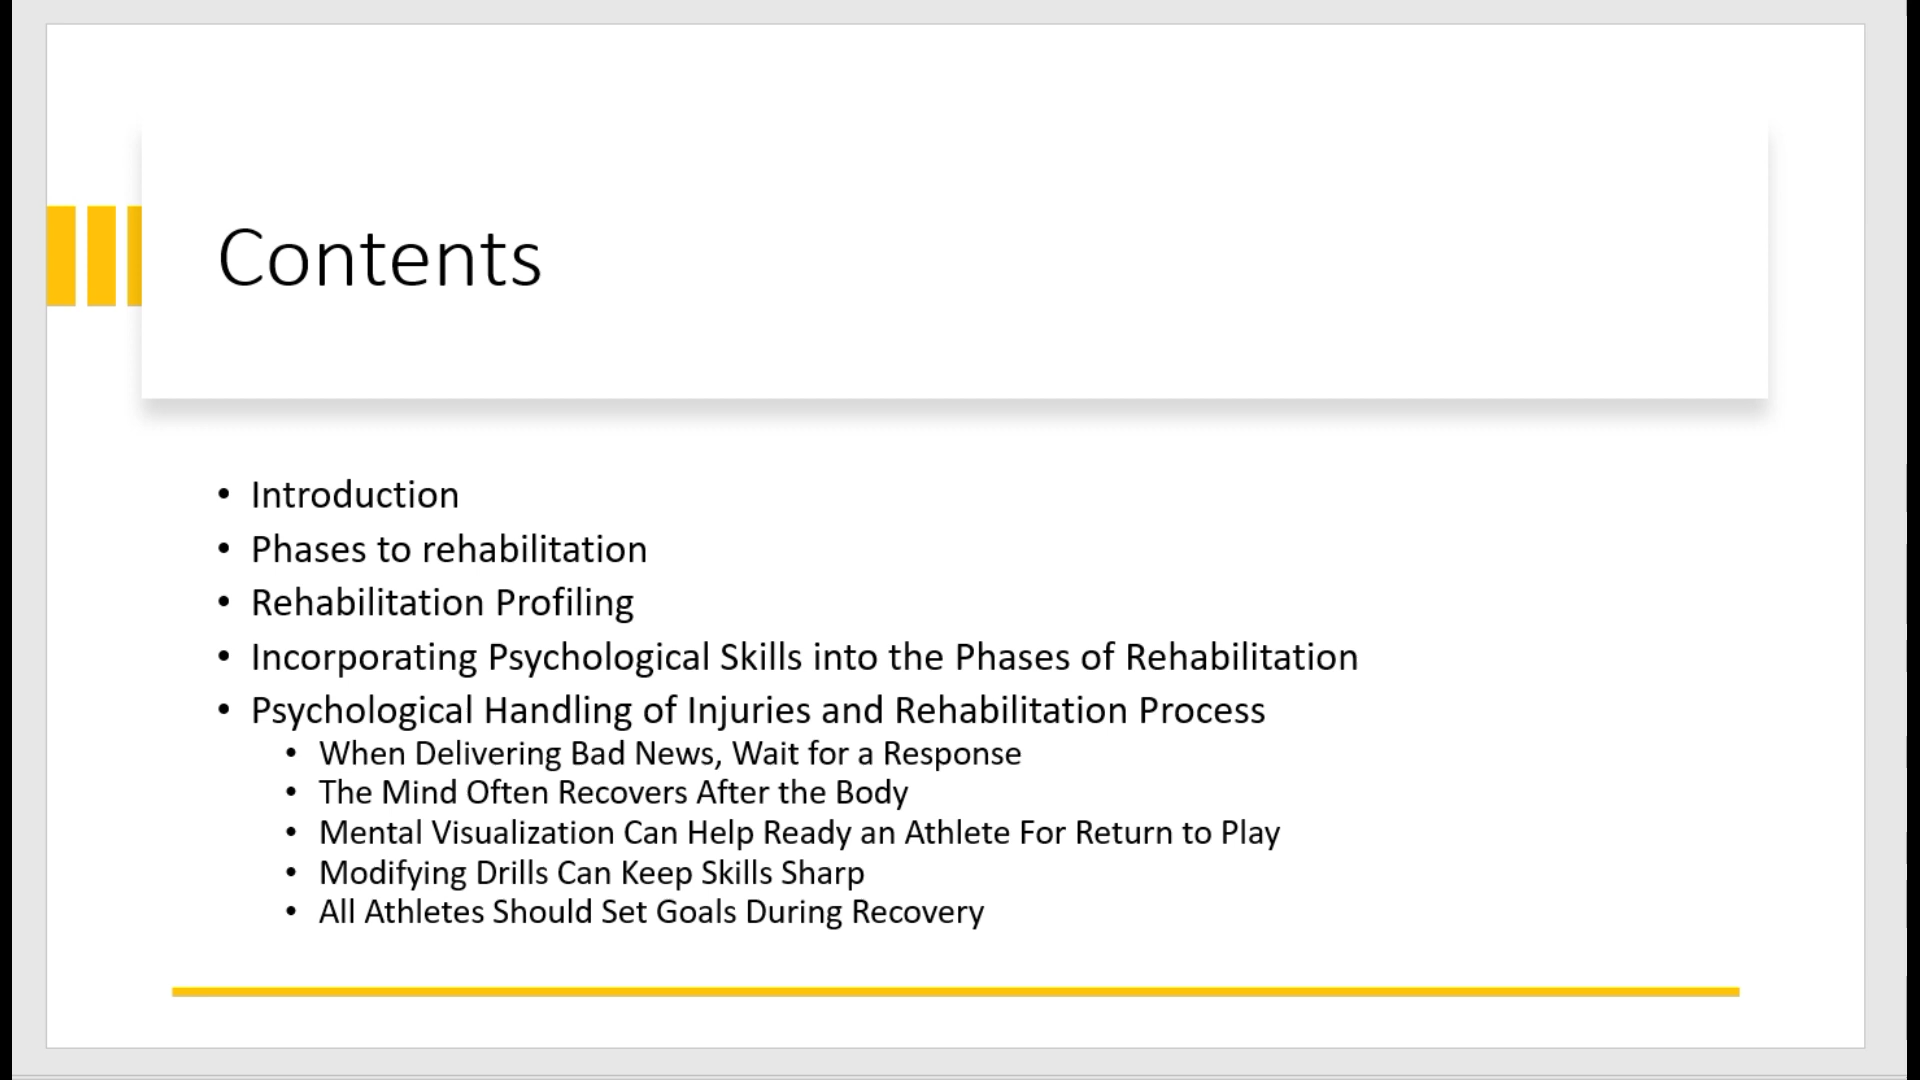 Contents
• Introduction
• Phases to rehabilitation
• Rehabilitation Profiling
• Incorporating Psychological Skills into the Phases of Rehabilitation
• Psychological Handling of Injuries and Rehabilitation Process
• When Delivering Bad News, Wait for a Response
• The Mind Often Recovers After the Body
• Mental Visualization Can Help Ready an Athlete For Return to Play
• Modifying Drills Can Keep Skills Sharp
• All Athletes Should Set Goals During Recovery